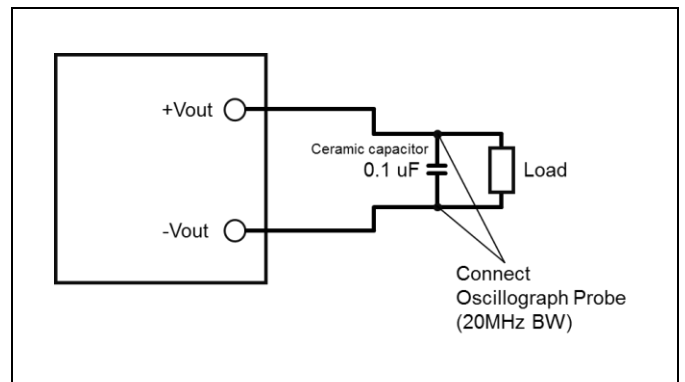 +Vout
Ceramic capacitor
0.1 uF
Load
-Vout
Connect
Oscillograph Probe
(20MHz BW)